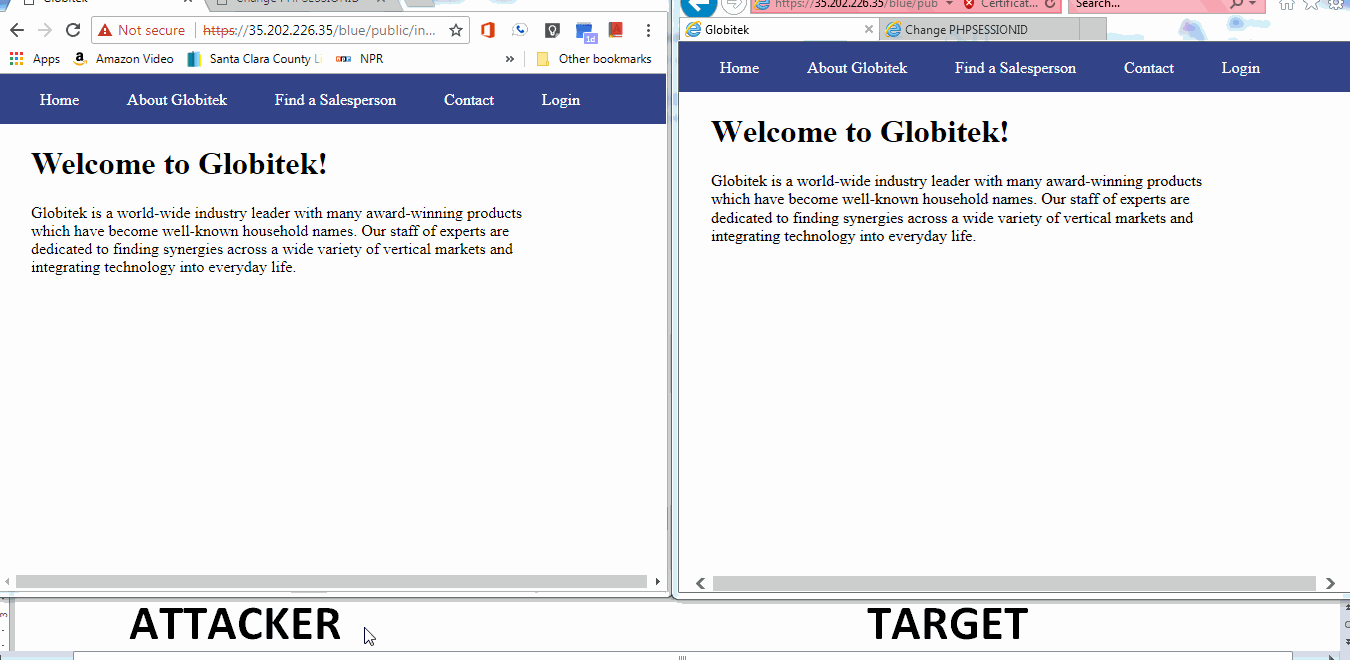 Globitek
Change PHPSESSIONID
Not secure https://35.202.226.35/blue/public/in...
1d
Apps Amazon Video Santa Clara County Li NPR » Other bookmarks
Home About Globitek Find a Salesperson Contact Login
Welcome to Globitek!
Globitek is a world-wide industry leader with many award-winning products
which have become well-known household names. Our staff of experts are
dedicated to finding synergies across a wide variety of vertical markets and
integrating technology into everyday life.
ATTACKER
https://35.202.226.35/blue/pub Certificat... Search...
Globitek Change PHPSESSIONID
Home About Globitek Find a Salesperson Contact Login
Welcome to Globitek!
Globitek is a world-wide industry leader with many award-winning products
which have become well-known household names. Our staff of experts are
dedicated to finding synergies across a wide variety of vertical markets and
integrating technology into everyday life.
TARGET